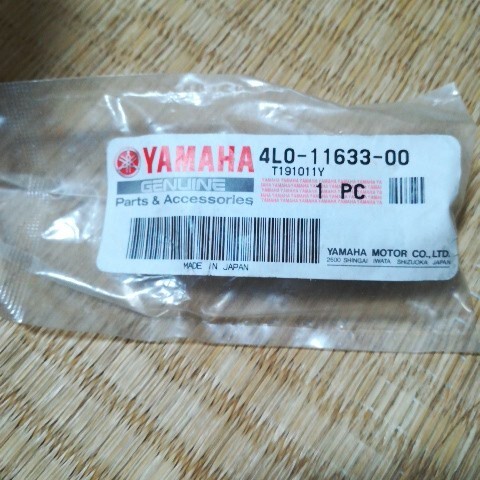 YAMAHA 4L0-11633-00
T191011Y
GENUINE
Parts & Accessories
1 PC
MADE IN JAPAN
YAMAHA MOTOR CO.,LTD.
2500 SHINGAI IWATA SHIZUOKA JAPAN